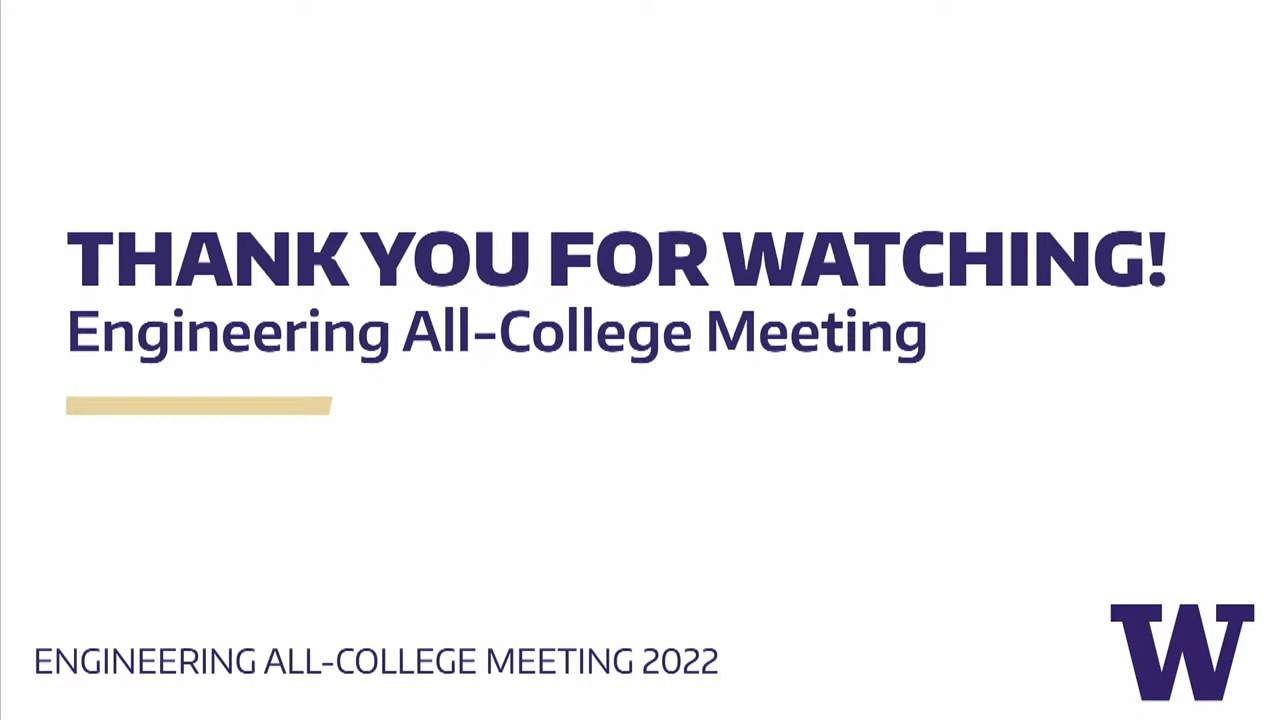 THANK YOU FOR WATCHING!
Engineering All-College Meeting
ENGINEERING ALL-COLLEGE MEETING 2022
W